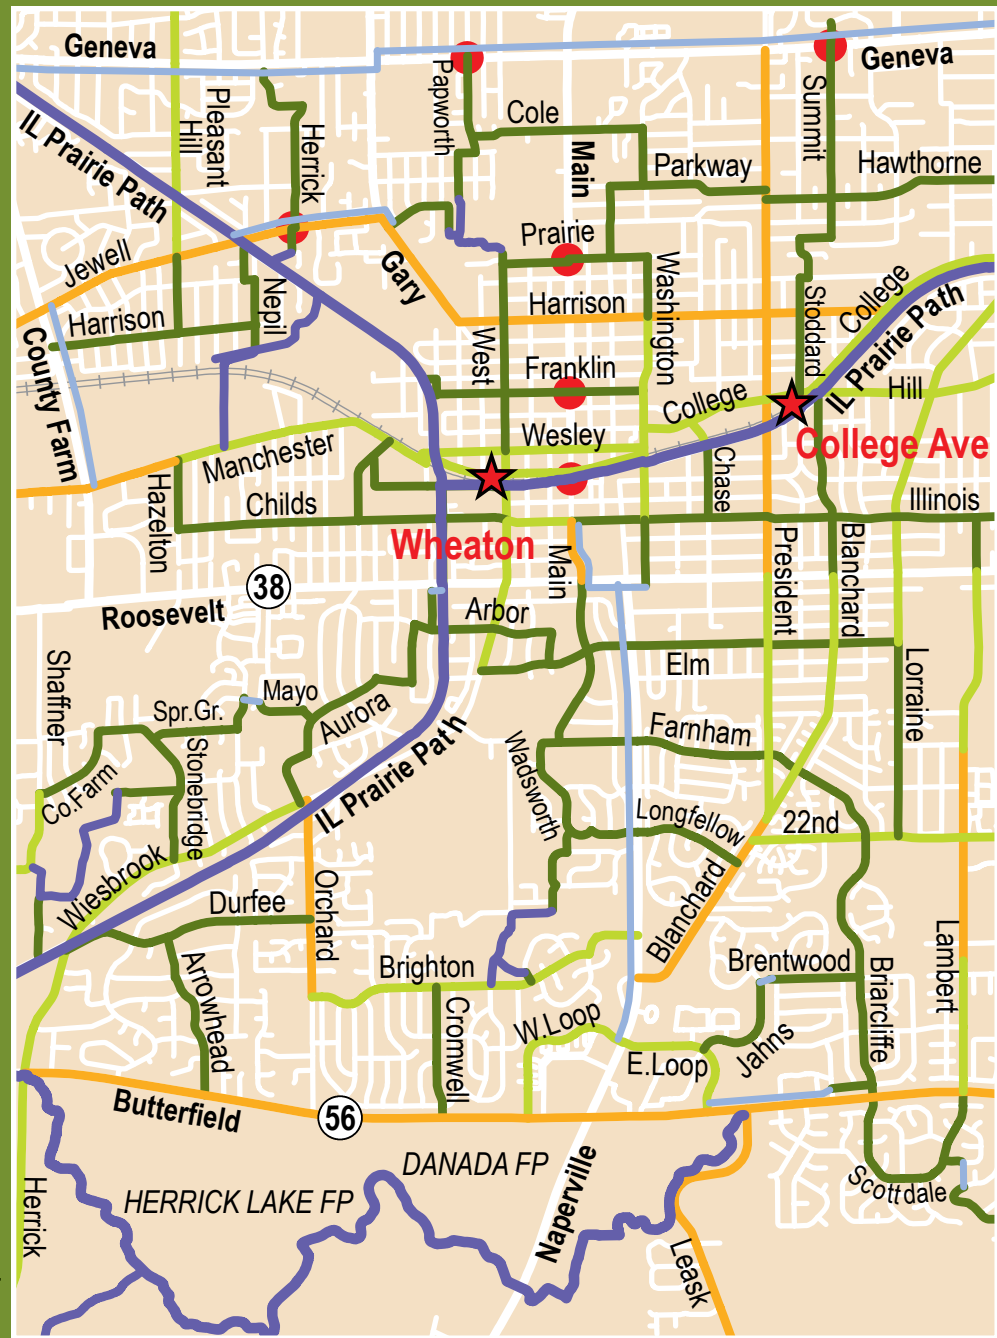 Geneva
Geneva
Papworth
Summit
Pleasant
Hill
Herrick
Cole
Main
Parkway
Hawthorne
IL Prairie Path
Prairie
Jewell
Gary
Washington
Nepil
Harrison
Harrison
Stoddard
College
IL Prairie Path
County Farm
West
Franklin
Hill
College
Wesley
College Ave
Manchester
Chase
Hazelton
Childs
Illinois
Wheaton
Main
President
Blanchard
38
Roosevelt
Arbor
Elm
Shaffner
Lorraine
Mayo
Spr.Gr.
Aurora
Farnham
Stonebridge
IL Prairie Path
Wadsworth
Co.Farm
Longfellow
22nd
Wiesbrook
Durfee
Orchard
Blanchard
Lambert
Arrowhead
Brighton
Brentwood
Briarcliffe
Cromwell
W.Loop
E.Loop
Jahns
Butterfield
56
DANADA FP
HERRICK LAKE FP
Herrick
Naperville
Scottdale
Leask